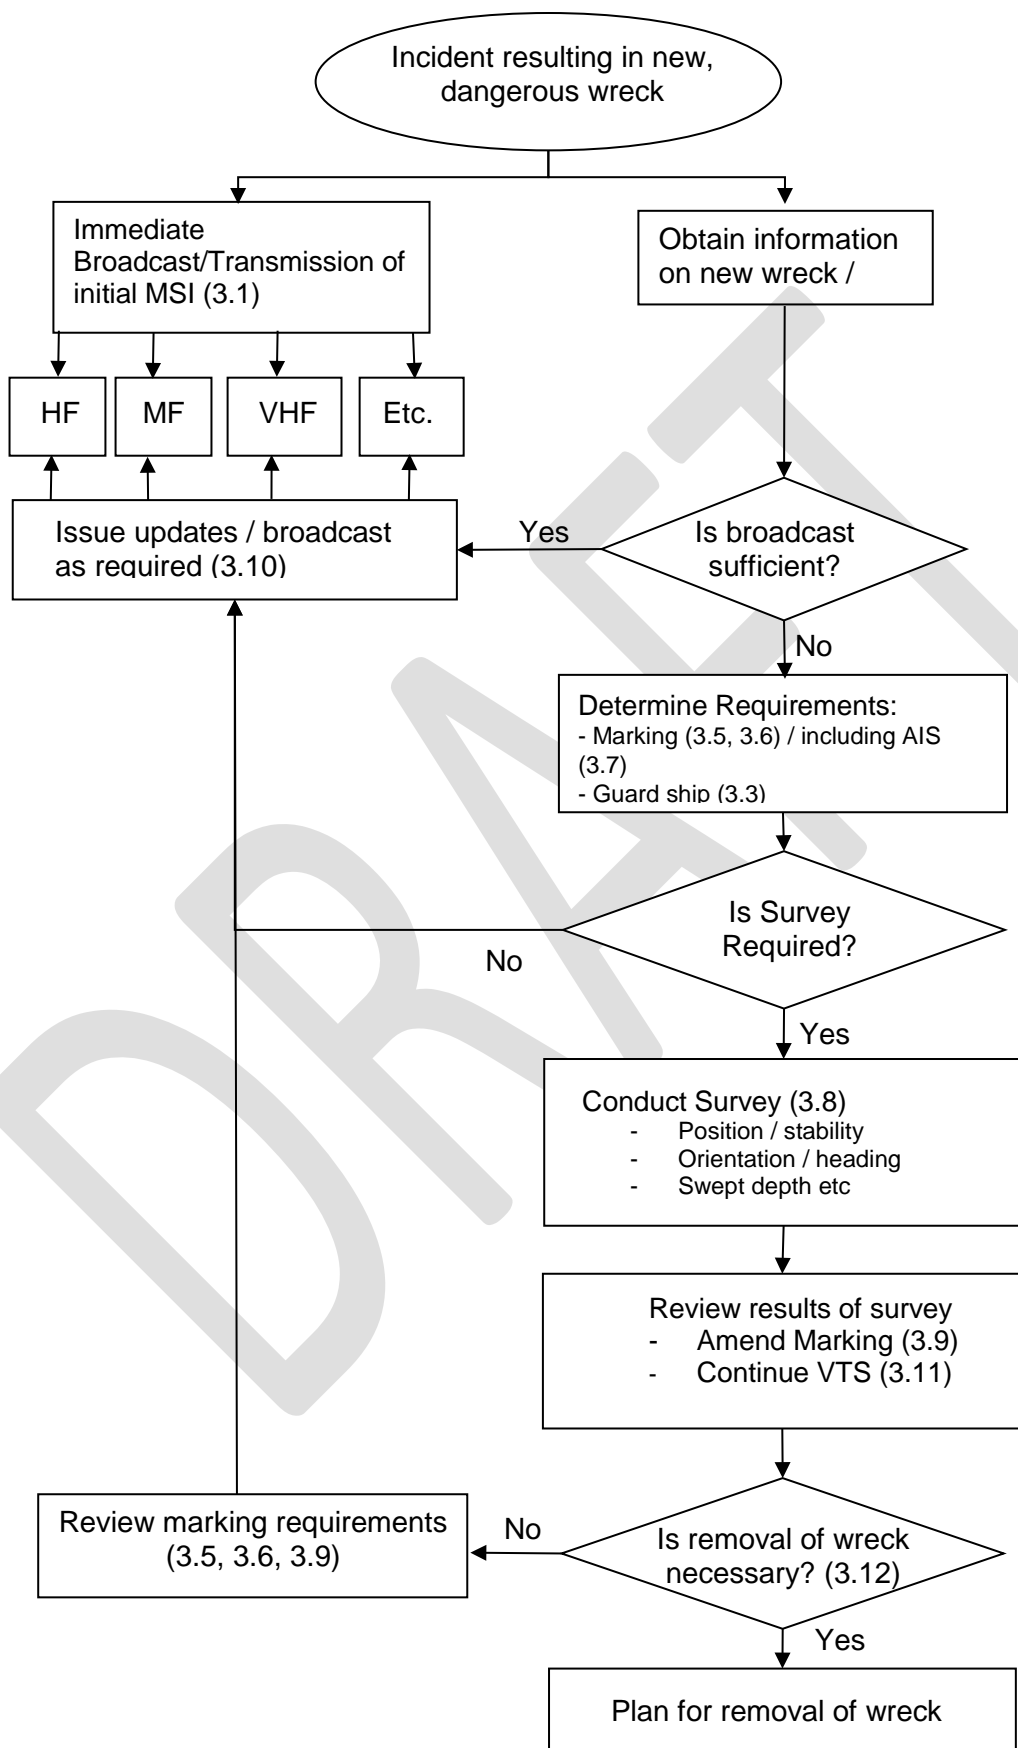 Incident resulting in new,
dangerous wreck
Immediate
Broadcast/Transmission of
initial MSI (3.1)
Obtain information
on new wreck /
HF
MF
VHF
Etc.
Issue updates / broadcast
as required (3.10)
Yes
Is broadcast
sufficient?
No
Determine Requirements:
- Marking (3.5, 3.6) / including AIS
(3.7)
- Guard ship (3.3)
Is Survey
Required?
No
Yes
Conduct Survey (3.8)
- Position / stability
- Orientation / heading
- Swept depth etc
Review results of survey
- Amend Marking (3.9)
- Continue VTS (3.11)
Review marking requirements
(3.5, 3.6, 3.9)
No
Is removal of wreck
necessary? (3.12)
Yes
Plan for removal of wreck
DRAFT